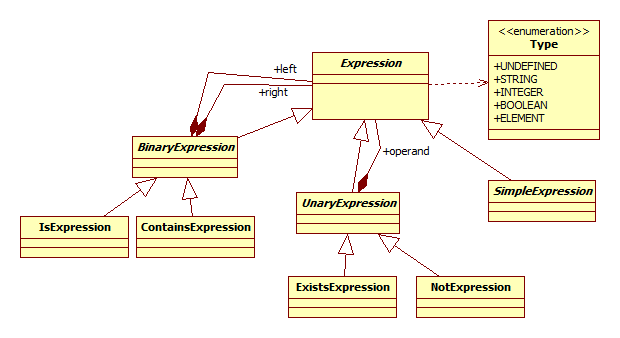 <<enumeration>>
Type
+UNDEFINED
+STRING
+INTEGER
+BOOLEAN
+ELEMENT
Expression
+left
+right
BinaryExpression
+operand
SimpleExpression
UnaryExpression
IsExpression
ContainsExpression
ExistsExpression
NotExpression